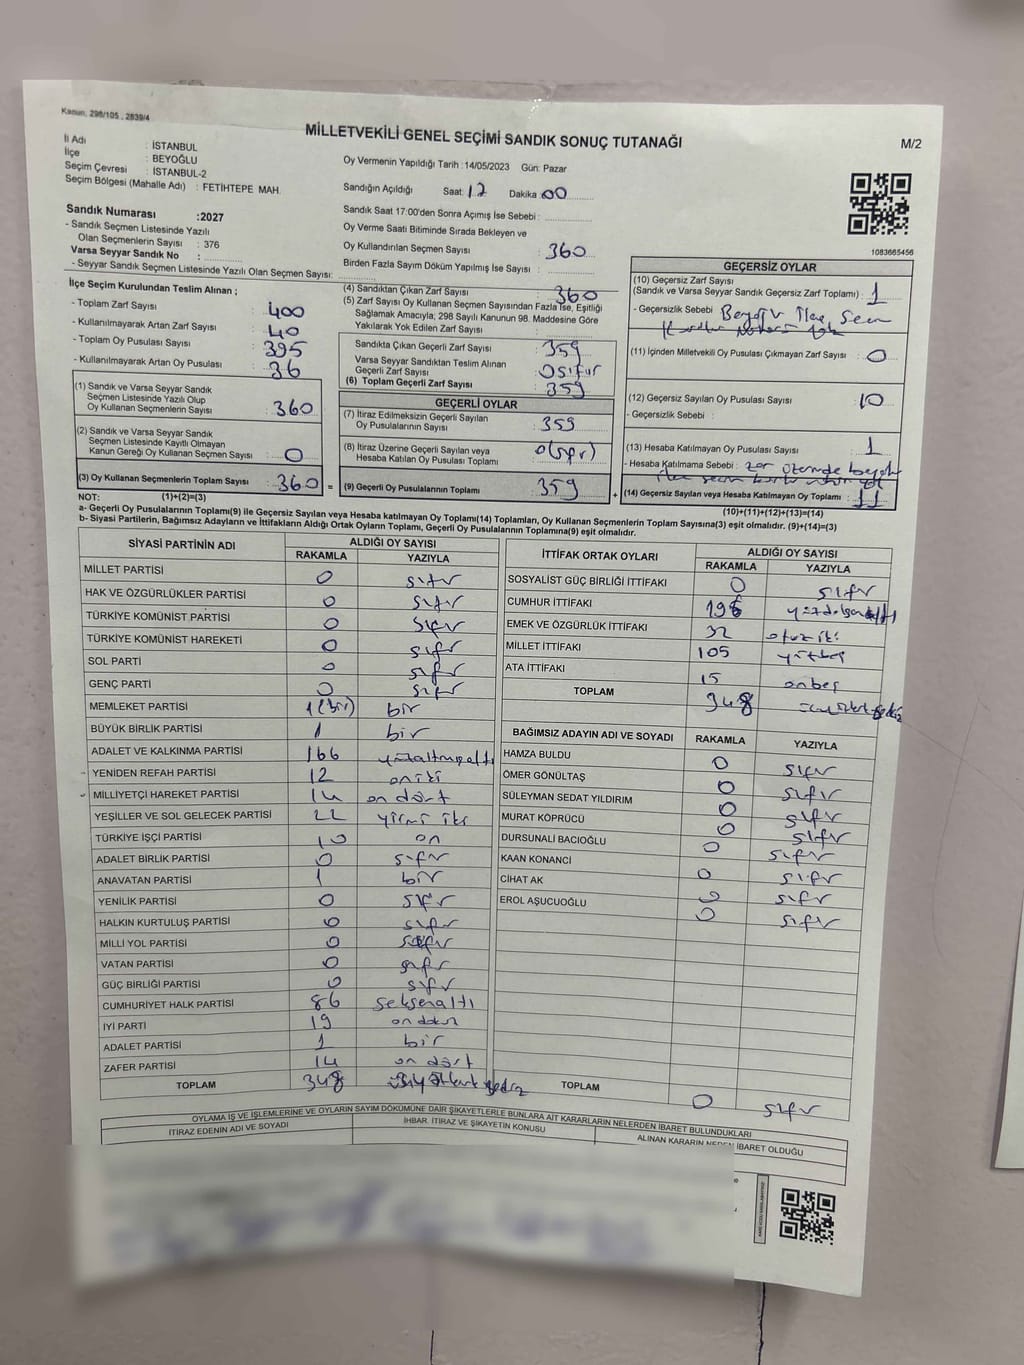 Kanun, 298/105 , 2839/4
MİLLETVEKİLİ GENEL SEÇİMİ SANDIK SONUÇ TUTANAĞI
M/2
İl Adı : İSTANBUL
İlçe : BEYOĞLU
Seçim Çevresi : İSTANBUL-2
Seçim Bölgesi (Mahalle Adı) : FETİHTEPE MAH.
Sandık Numarası :2027
- Sandık Seçmen Listesinde Yazılı
Olan Seçmenlerin Sayısı : 376
Varsa Seyyar Sandık No :
- Seyyar Sandık Seçmen Listesinde Yazılı Olan Seçmen Sayısı:
Oy Vermenin Yapıldığı Tarih :14/05/2023 Gün: Pazar
Sandığın Açıldığı Saat: 17 Dakika 00
Sandık Saat 17:00'den Sonra Açımış İse Sebebi :
Oy Verme Saati Bitiminde Sırada Bekleyen ve
Oy Kullandırılan Seçmen Sayısı : 360
Birden Fazla Sayım Döküm Yapılmış İse Sayısı :
1083665456
İlçe Seçim Kurulundan Teslim Alınan ;
- Toplam Zarf Sayısı : 400
- Kullanılmayarak Artan Zarf Sayısı : 40
- Toplam Oy Pusulası Sayısı : 395
- Kullanılmayarak Artan Oy Pusulası : 36
(1) Sandık ve Varsa Seyyar Sandık
Seçmen Listesinde Yazılı Olup
Oy Kullanan Seçmenlerin Sayısı : 360
(2) Sandık ve Varsa Seyyar Sandık
Seçmen Listesinde Kayıtlı Olmayan
Kanun Gereği Oy Kullanan Seçmen Sayısı : 0
(3) Oy Kullanan Seçmenlerin Toplam Sayısı : 360 =
(4) Sandıktan Çıkan Zarf Sayısı : 360
(5) Zarf Sayısı Oy Kullanan Seçmen Sayısından Fazla İse, Eşitliği
Sağlamak Amacıyla; 298 Sayılı Kanunun 98. Maddesine Göre
Yakılarak Yok Edilen Zarf Sayısı :
Sandıkta Çıkan Geçerli Zarf Sayısı : 359
Varsa Seyyar Sandıktan Teslim Alınan
Geçerli Zarf Sayısı : 0 sıfır
(6) Toplam Geçerli Zarf Sayısı : 359
GEÇERLİ OYLAR
(7) İtiraz Edilmeksizin Geçerli Sayılan
Oy Pusulalarının Sayısı : 359
(8) İtiraz Üzerine Geçerli Sayılan veya
Hesaba Katılan Oy Pusulası Toplamı : 0 (sıfır)
(9) Geçerli Oy Pusulalarının Toplamı : 359 +
GEÇERSİZ OYLAR
(10) Geçersiz Zarf Sayısı
(Sandık ve Varsa Seyyar Sandık Geçersiz Zarf Toplamı) : 1
- Geçersizlik Sebebi Beyoğlu İlçe Seçim
(11) İçinden Milletvekili Oy Pusulası Çıkmayan Zarf Sayısı : 0
(12) Geçersiz Sayılan Oy Pusulası Sayısı : 10
- Geçersizlik Sebebi :
(13) Hesaba Katılmayan Oy Pusulası Sayısı : 1
- Hesaba Katılmama Sebebi : zarf üzerinde beyoğlu
(14) Geçersiz Sayılan veya Hesaba Katılmayan Oy Toplamı : 11
(10)+(11)+(12)+(13)=(14)
NOT: (1)+(2)=(3)
a- Geçerli Oy Pusulalarının Toplamı(9) ile Geçersiz Sayılan veya Hesaba katılmayan Oy Toplamı(14) Toplamları, Oy Kullanan Seçmenlerin Toplam Sayısına(3) eşit olmalıdır. (9)+(14)=(3)
b- Siyasi Partilerin, Bağımsız Adayların ve İttifakların Aldığı Ortak Oyların Toplamı, Geçerli Oy Pusulalarının Toplamına(9) eşit olmalıdır.
SİYASİ PARTİNİN ADI ALDIĞI OY SAYISI
RAKAMLA YAZIYLA
MİLLET PARTİSİ 0 sıfır
HAK VE ÖZGÜRLÜKLER PARTİSİ 0 sıfır
TÜRKİYE KOMÜNİST PARTİSİ 0 sıfır
TÜRKİYE KOMÜNİST HAREKETİ 0 sıfır
SOL PARTİ 0 sıfır
GENÇ PARTİ 0 sıfır
MEMLEKET PARTİSİ 1 (bir) bir
BÜYÜK BİRLİK PARTİSİ 1 bir
ADALET VE KALKINMA PARTİSİ 166 yüzaltmışaltı
YENİDEN REFAH PARTİSİ 12 oniki
MİLLİYETÇİ HAREKET PARTİSİ 14 on dört
YEŞİLLER VE SOL GELECEK PARTİSİ 22 yirmi iki
TÜRKİYE İŞÇİ PARTİSİ 10 on
ADALET BİRLİK PARTİSİ 0 sıfır
ANAVATAN PARTİSİ 1 bir
YENİLİK PARTİSİ 0 sıfır
HALKIN KURTULUŞ PARTİSİ 0 sıfır
MİLLİ YOL PARTİSİ 0 sıfır
VATAN PARTİSİ 0 sıfır
GÜÇ BİRLİĞİ PARTİSİ 0 sıfır
CUMHURİYET HALK PARTİSİ 86 seksenaltı
İYİ PARTİ 19 on dokuz
ADALET PARTİSİ 1 bir
ZAFER PARTİSİ 14 on dört
TOPLAM 348
İTTİFAK ORTAK OYLARI ALDIĞI OY SAYISI
RAKAMLA YAZIYLA
SOSYALİST GÜÇ BİRLİĞİ İTTİFAKI 0 sıfır
CUMHUR İTTİFAKI 196
EMEK VE ÖZGÜRLÜK İTTİFAKI 32 otuz iki
MİLLET İTTİFAKI 105 yüzbeş
ATA İTTİFAKI 15 onbeş
TOPLAM 348
BAĞIMSIZ ADAYIN ADI VE SOYADI RAKAMLA YAZIYLA
HAMZA BULDU 0 sıfır
ÖMER GÖNÜLTAŞ 0 sıfır
SÜLEYMAN SEDAT YILDIRIM 0 sıfır
MURAT KÖPRÜCÜ 0 sıfır
DURSUNALİ BACIOĞLU 0 sıfır
KAAN KONANCİ 0 sıfır
CİHAT AK 0 sıfır
EROL AŞUCUOĞLU 0 sıfır
TOPLAM 0 sıfır
OYLAMA İŞ VE İŞLEMLERİNE VE OYLARIN SAYIM DÖKÜMÜNE DAİR ŞİKAYETLERLE BUNLARA AİT KARARLARIN NELERDEN İBARET BULUNDUKLARI
İTİRAZ EDENİN ADI VE SOYADI İHBAR, İTİRAZ VE ŞİKAYETİN KONUSU ALINAN KARARIN NEDEN İBARET OLDUĞU